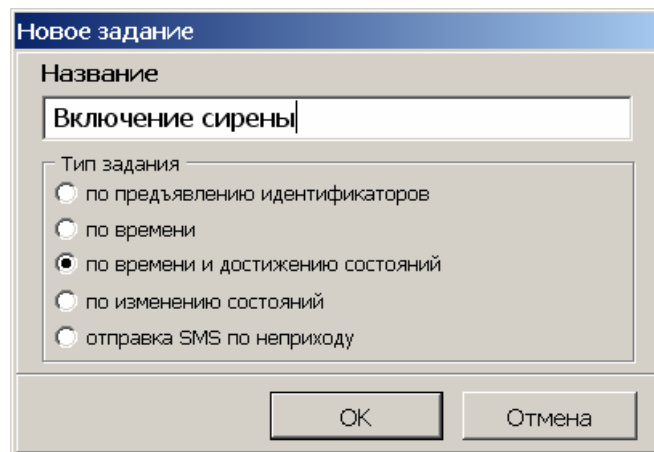 Новое задание
Название
Включение сирены
Тип задания
по предъявлению идентификаторов
по времени
по времени и достижению состояний
по изменению состояний
отправка SMS по неприходу
OK
Отмена